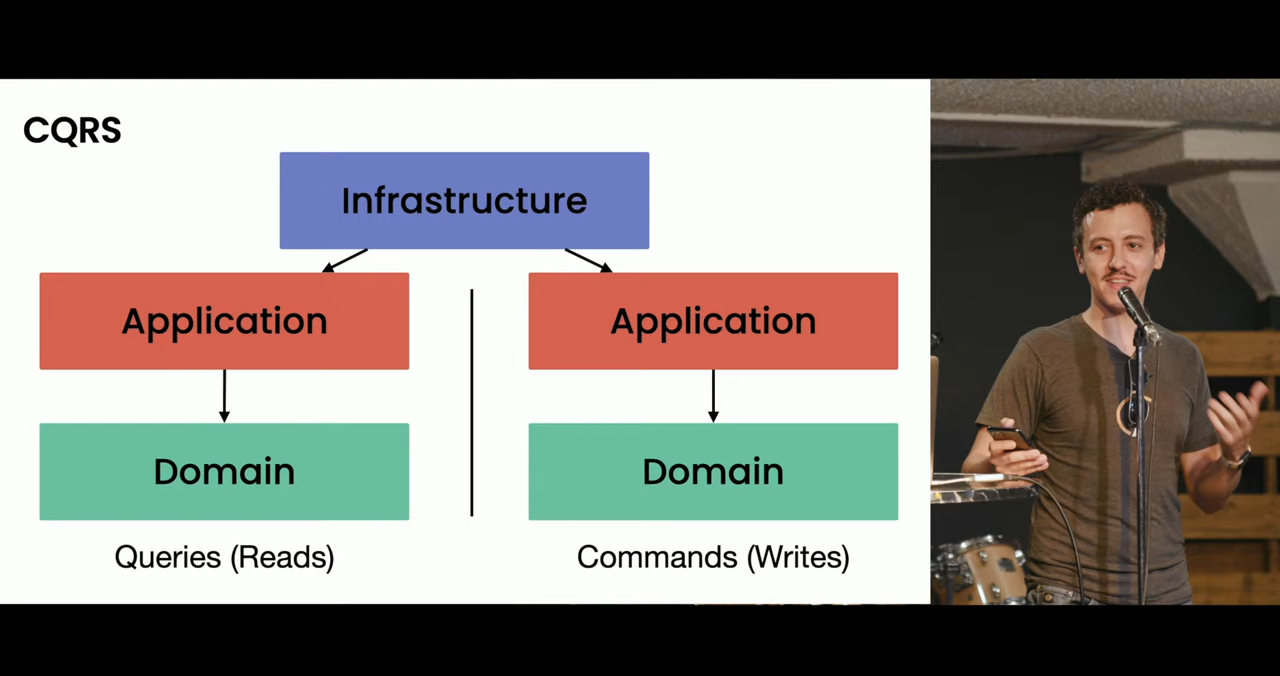 CQRS
Infrastructure
Application
Application
Domain
Domain
Queries (Reads)
Commands (Writes)